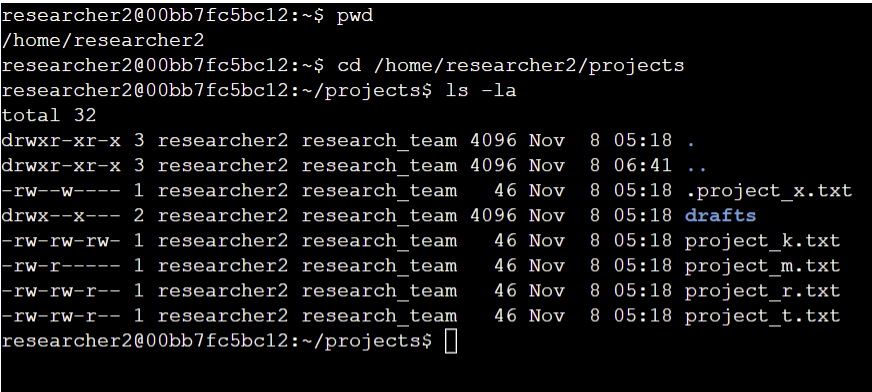 researcher2@00bb7fc5bc12:~$ pwd
/home/researcher2
researcher2@00bb7fc5bc12:~$ cd /home/researcher2/projects
researcher2@00bb7fc5bc12:~/projects$ ls -la
total 32
drwxr-xr-x 3 researcher2 research_team 4096 Nov  8 05:18 .
drwxr-xr-x 3 researcher2 research_team 4096 Nov  8 06:41 ..
-rw--w---- 1 researcher2 research_team   46 Nov  8 05:18 .project_x.txt
drwx--x--- 2 researcher2 research_team 4096 Nov  8 05:18 drafts
-rw-rw-rw- 1 researcher2 research_team   46 Nov  8 05:18 project_k.txt
-rw-r----- 1 researcher2 research_team   46 Nov  8 05:18 project_m.txt
-rw-rw-r-- 1 researcher2 research_team   46 Nov  8 05:18 project_r.txt
-rw-rw-r-- 1 researcher2 research_team   46 Nov  8 05:18 project_t.txt
researcher2@00bb7fc5bc12:~/projects$